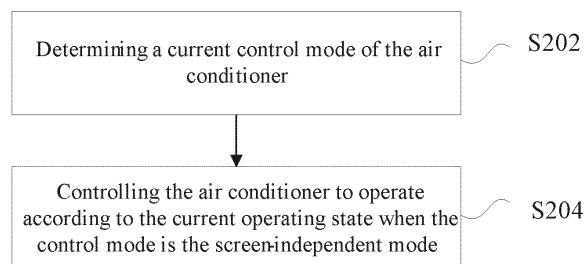 Determining a current control mode of the air
conditioner
S202
Controlling the air conditioner to operate
according to the current operating state when the
control mode is the screen-independent mode
S204